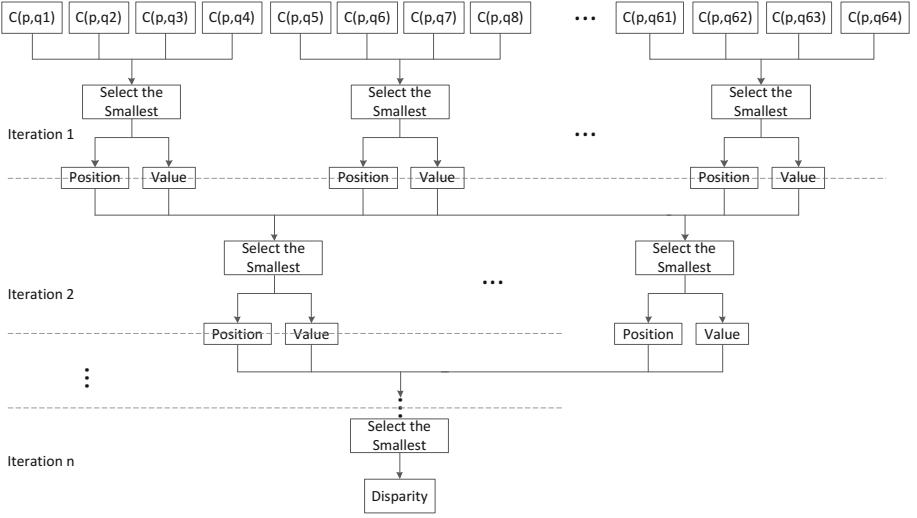 C(p,q1) C(p,q2) C(p,q3) C(p,q4) C(p,q5) C(p,q6) C(p,q7) C(p,q8) ... C(p,q61) C(p,q62) C(p,q63) C(p,q64)
Select the
Smallest
Select the
Smallest
Select the
Smallest
Iteration 1
...
Position Value Position Value Position Value
Select the
Smallest
Select the
Smallest
...
Iteration 2
Position Value Position Value
Select the
Smallest
Iteration n
Disparity